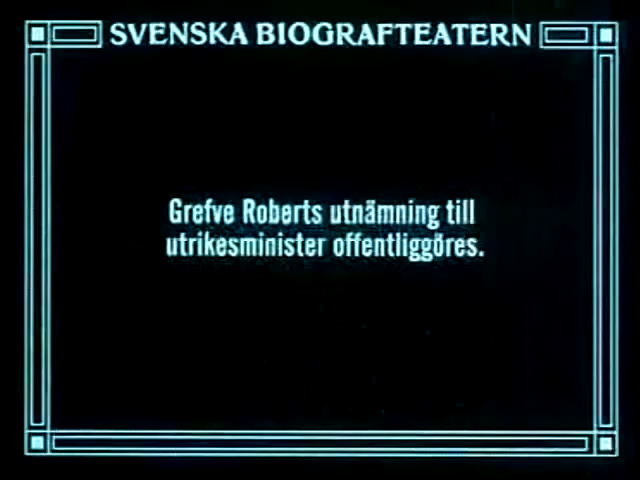 SVENSKA BIOGRAFTEATERN
Grefve Roberts utnämning till
utrikesminister offentliggöres.